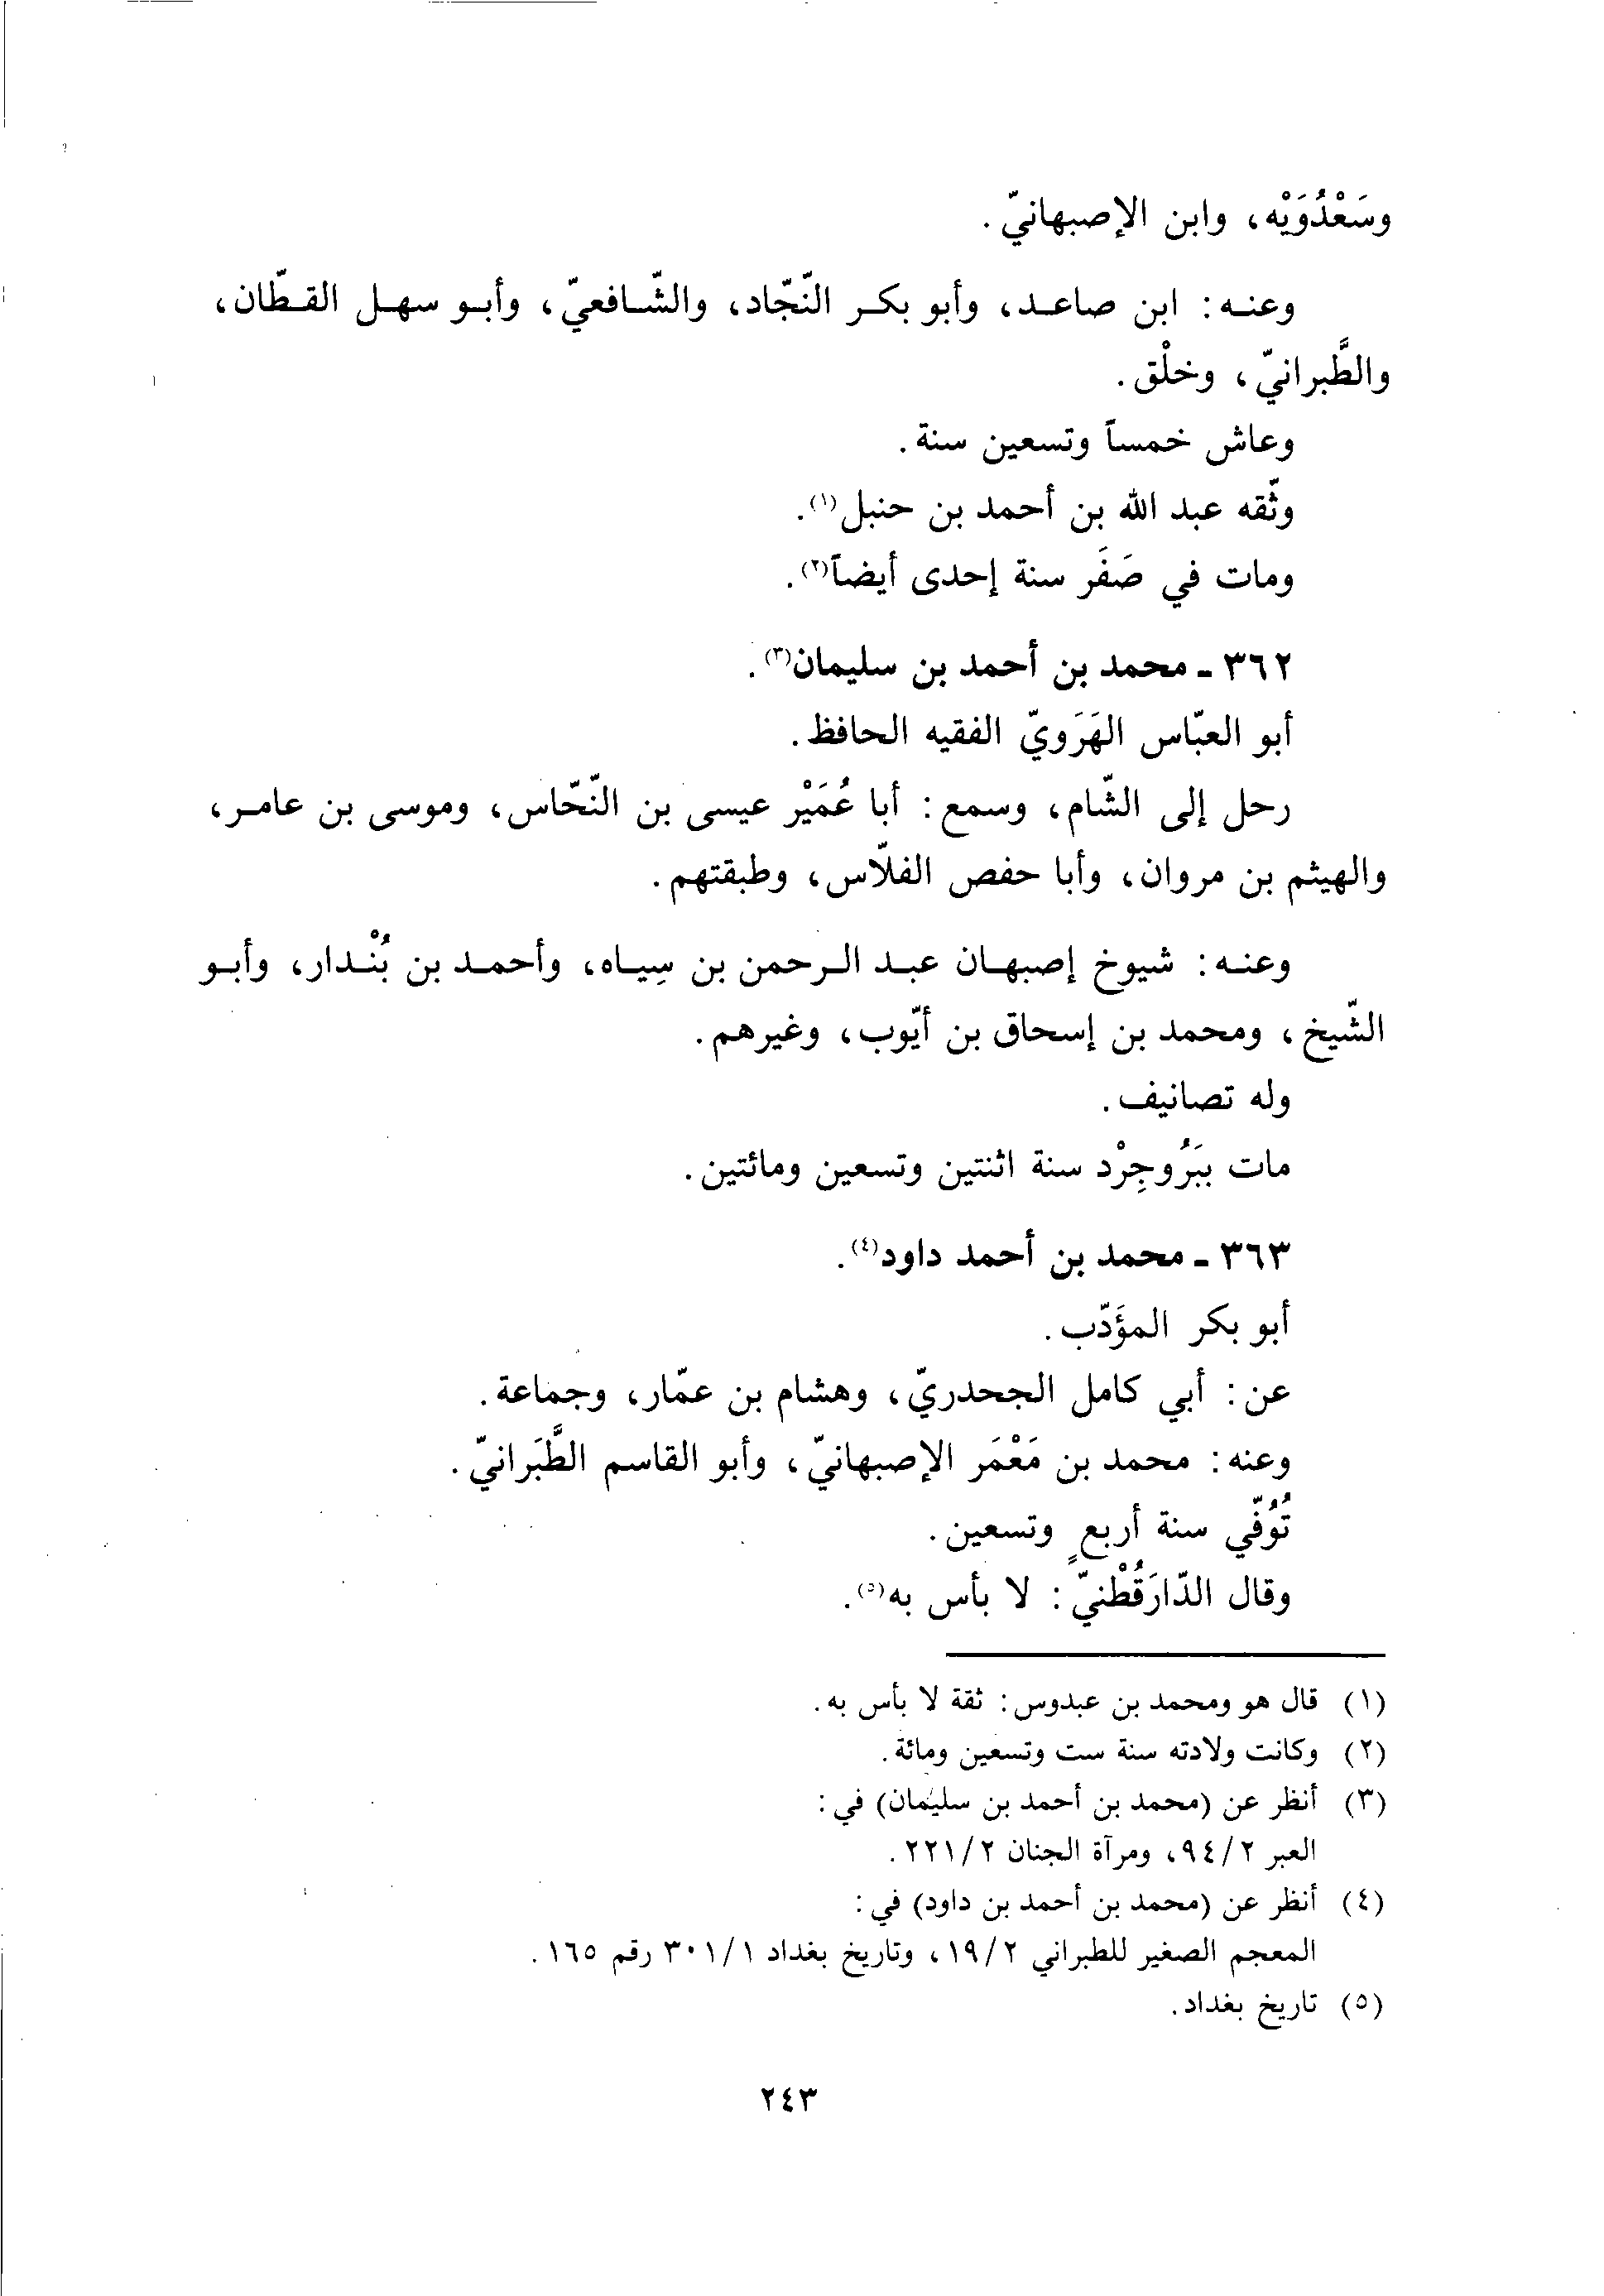 وسَعْدُوَيْه، وابن الإصبهانيّ.
وعنه: ابن صاعد، وأبو بكر النّجّاد، والشّافعيّ، وأبو سهل القطّان،
والطَّبرانيّ، وخلْق.
وعاش خمساً وتسعين سنة.
وثّقه عبد الله بن أحمد بن حنبل(١).
ومات في صَفَر سنة إحدى أيضاً(٢).
٣٦٢ - محمد بن أحمد بن سليمان(٣).
أبو العبّاس الهَرَويّ الفقيه الحافظ.
رحل إلى الشّام، وسمع: أبا عُمَيْر عيسى بن النّحّاس، وموسى بن عامر،
والهيثم بن مروان، وأبا حفص الفلّاس، وطبقتهم.
وعنه: شيوخ إصبهان عبد الرحمن بن سِياه، وأحمد بن بُنْدار، وأبو
الشّيخ، ومحمد بن إسحاق بن أيّوب، وغيرهم.
وله تصانيف.
مات ببَرُوجِرْد سنة اثنتين وتسعين ومائتين.
٣٦٣ - محمد بن أحمد داود(٤).
أبو بكر المؤَدّب.
عن: أبي كامل الجحدريّ، وهشام بن عمّار، وجماعة.
وعنه: محمد بن مَعْمَر الإصبهانيّ، وأبو القاسم الطَّبَرانيّ.
تُوُفّي سنة أربعٍ وتسعين.
وقال الدّارَقُطْنيّ: لا بأس به(٥).
(١) قال هو ومحمد بن عبدوس: ثقة لا بأس به.
(٢) وكانت ولادته سنة ست وتسعين ومائة.
(٣) أنظر عن (محمد بن أحمد بن سليمان) في:
العبر ٢/ ٩٤، ومرآة الجنان ٢/ ٢٢١.
(٤) أنظر عن (محمد بن أحمد بن داود) في:
المعجم الصغير للطبراني ٢/ ١٩، وتاريخ بغداد ١/ ٣٠١ رقم ١٦٥.
(٥) تاريخ بغداد.
٢٤٣